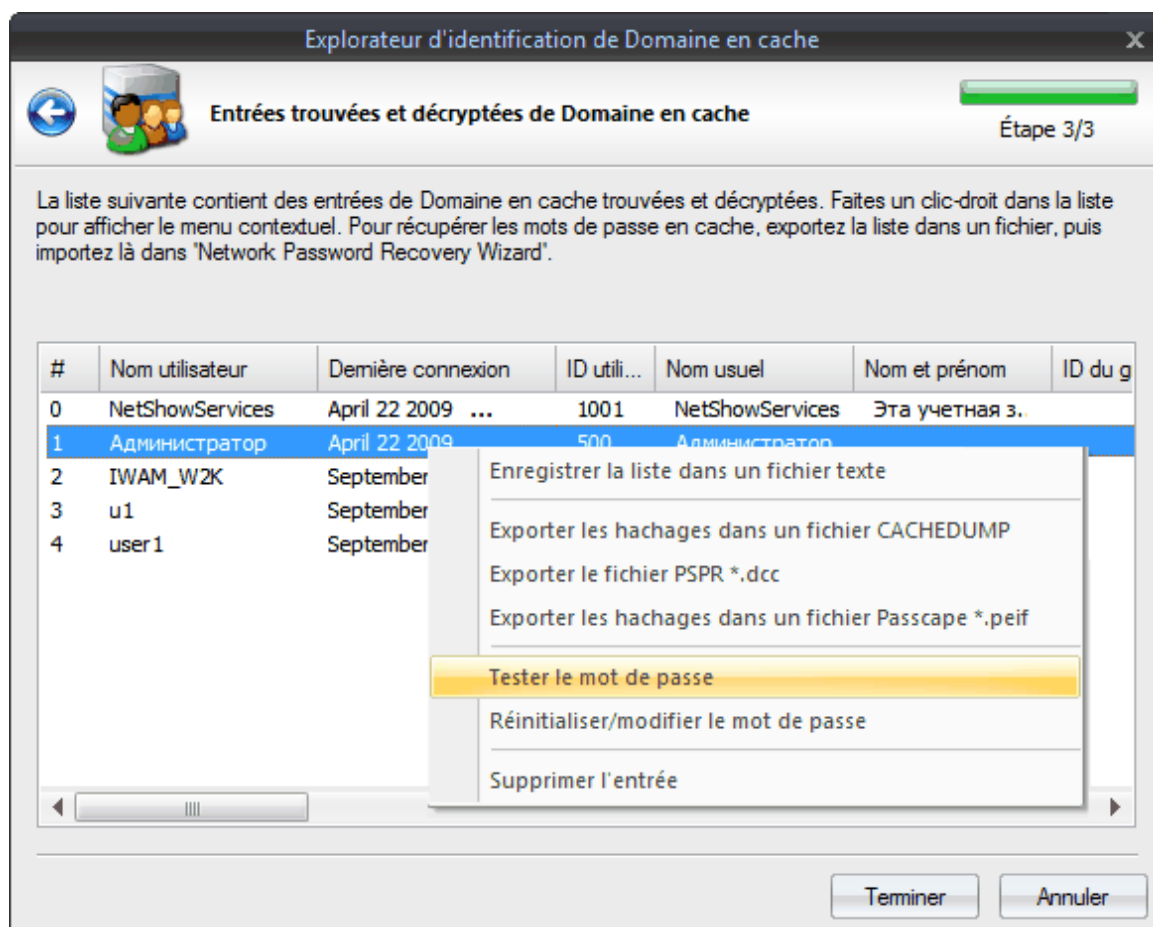 Explorateur d'identification de Domaine en cache
x
Entrées trouvées et décryptées de Domaine en cache
Étape 3/3
La liste suivante contient des entrées de Domaine en cache trouvées et décryptées. Faites un clic-droit dans la liste
pour afficher le menu contextuel. Pour récupérer les mots de passe en cache, exportez la liste dans un fichier, puis
importez là dans 'Network Password Recovery Wizard'.
# Nom utilisateur Dernière connexion ID utili... Nom usuel Nom et prénom ID du g
0 NetShowServices April 22 2009 ... 1001 NetShowServices Эта учетная з..
1 Администратор April 22 2009 500 Администратор
2 IWAM_W2K September
3 u1 September
4 user1 September
Enregistrer la liste dans un fichier texte
Exporter les hachages dans un fichier CACHEDUMP
Exporter le fichier PSPR *.dcc
Exporter les hachages dans un fichier Passcape *.peif
Tester le mot de passe
Réinitialiser/modifier le mot de passe
Supprimer l'entrée
Terminer Annuler